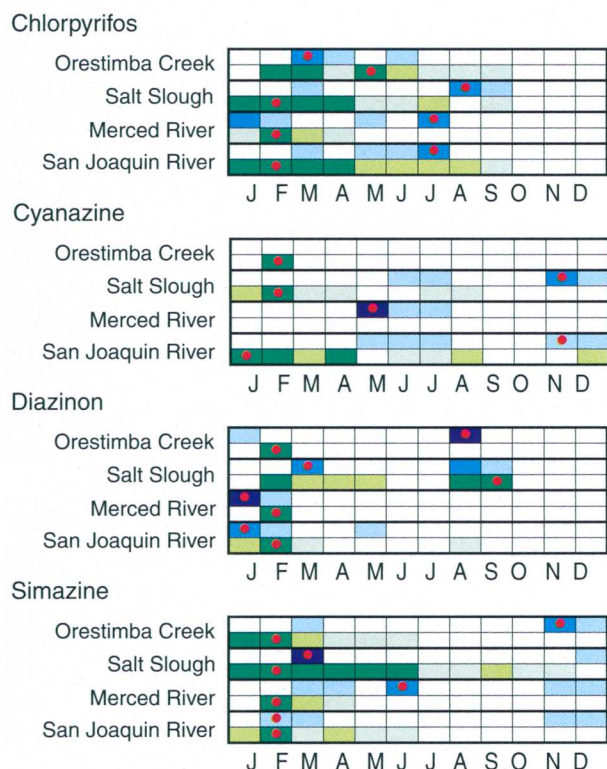 Chlorpyrifos
Orestimba Creek
Salt Slough
Merced River
San Joaquin River
J F M A M J J A S O N D
Cyanazine
Orestimba Creek
Salt Slough
Merced River
San Joaquin River
J F M A M J J A S O N D
Diazinon
Orestimba Creek
Salt Slough
Merced River
San Joaquin River
J F M A M J J A S O N D
Simazine
Orestimba Creek
Salt Slough
Merced River
San Joaquin River
J F M A M J J A S O N D